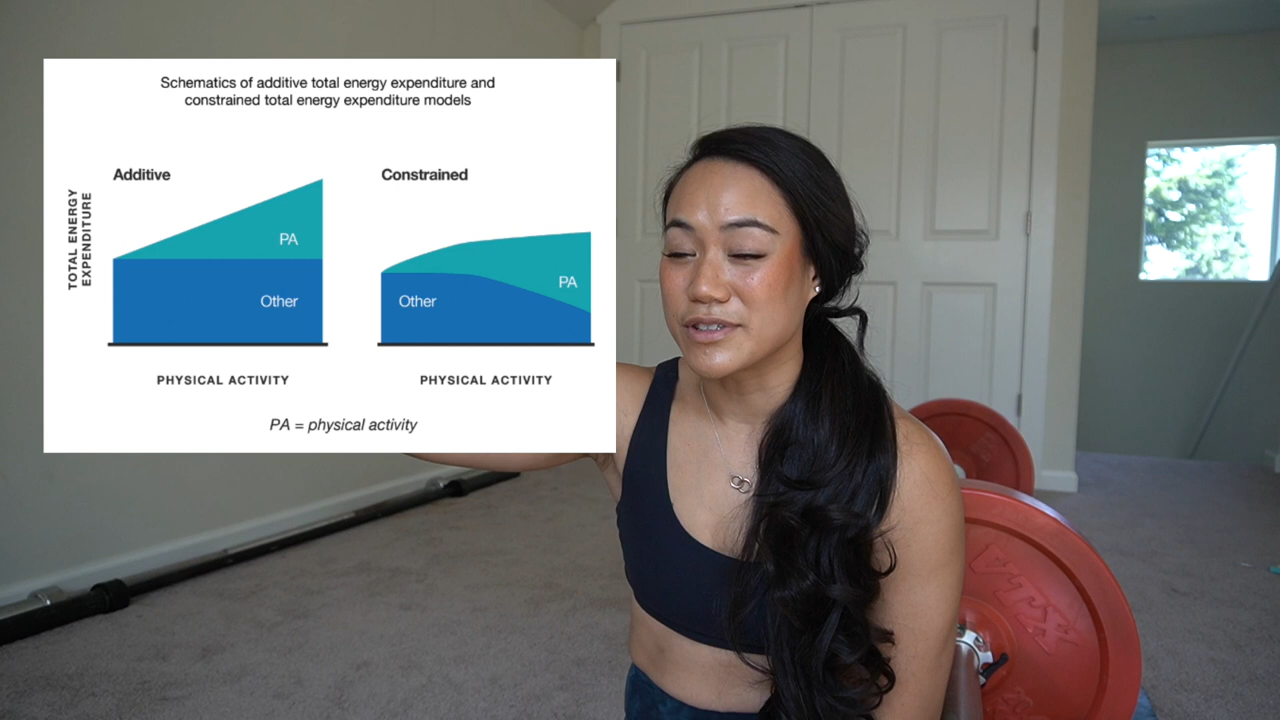 Schematics of additive total energy expenditure and
constrained total energy expenditure models
Additive
Constrained
TOTAL ENERGY
EXPENDITURE
PA
Other
Other
PA
PHYSICAL ACTIVITY
PHYSICAL ACTIVITY
PA = physical activity
VTX